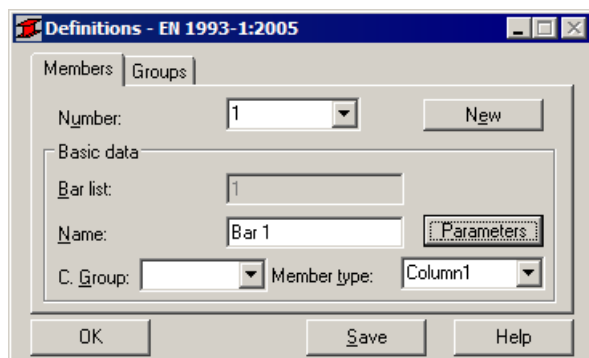 Definitions - EN 1993-1:2005
Members Groups
Number: 1 New
Basic data
Bar list: 1
Name: Bar 1 Parameters
C. Group: Member type: Column1
OK Save Help